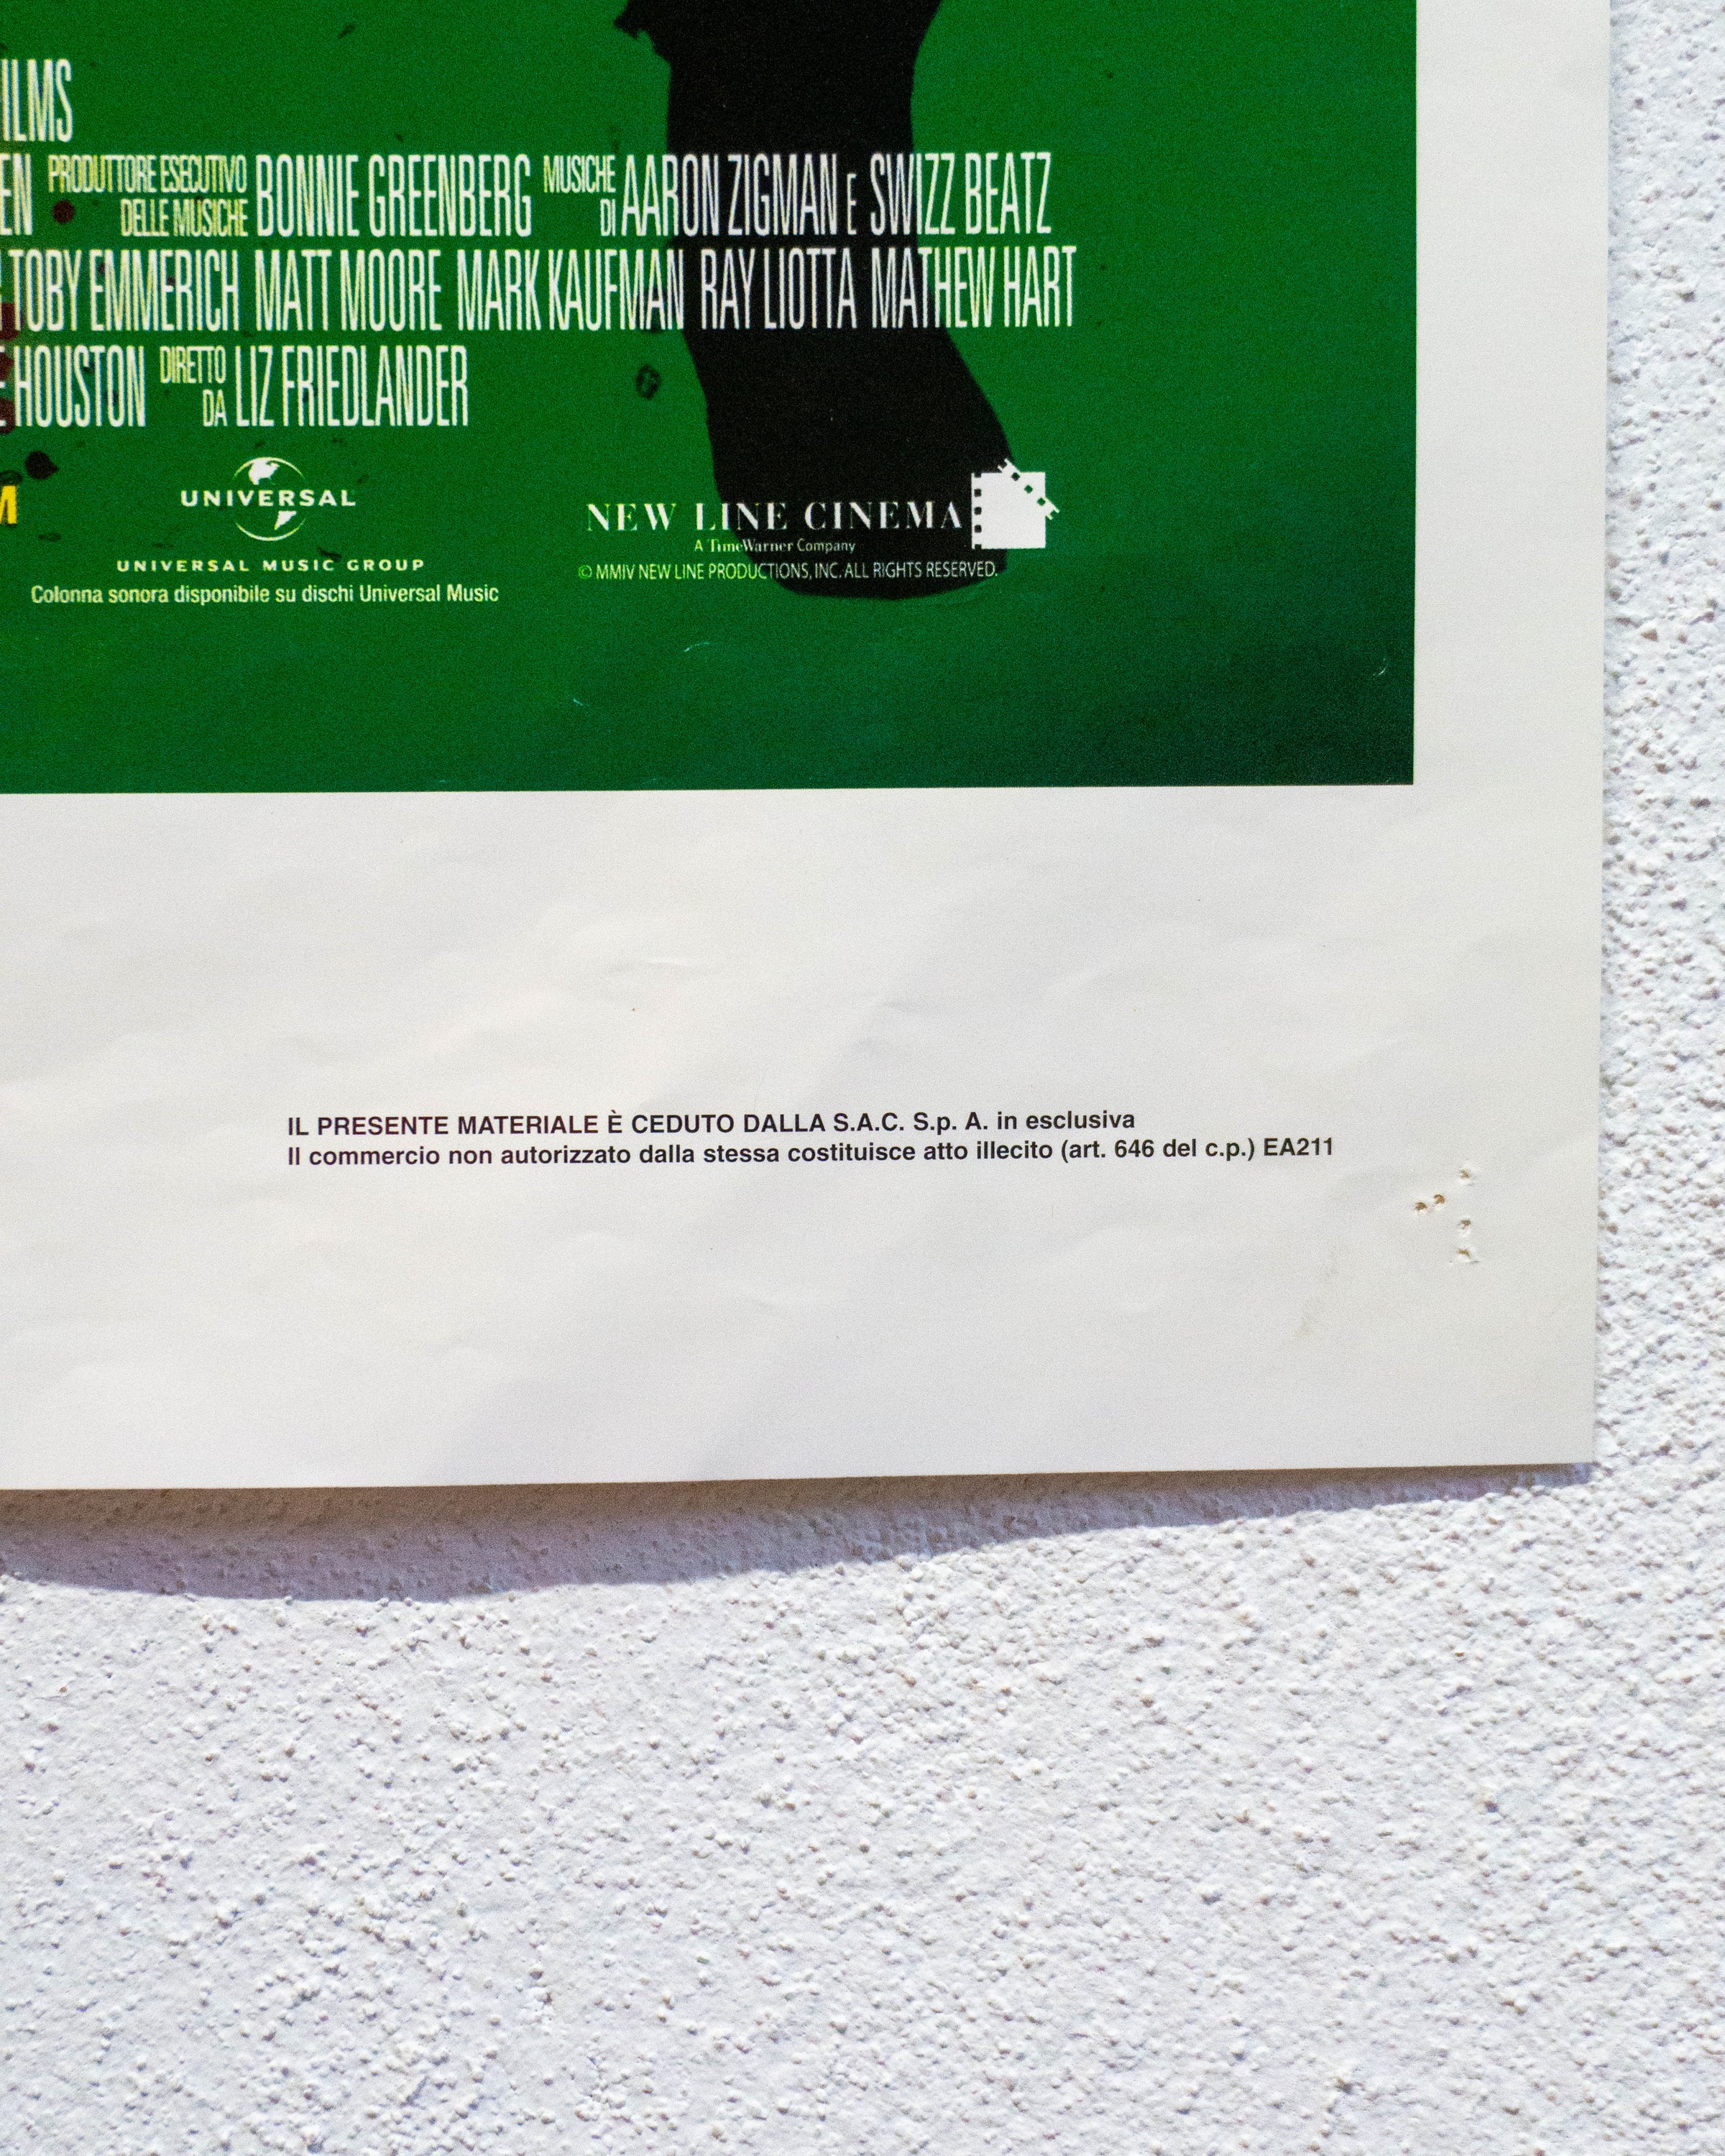 ILMS
EN PRODUTTORE ESECUTIVO DELLE MUSICHE BONNIE GREENBERG MUSICHE DI AARON ZIGMAN E SWIZZ BEATZ
TOBY EMMERICH MATT MOORE MARK KAUFMAN RAY LIOTTA MATHEW HART
E HOUSTON DIRETTO DA LIZ FRIEDLANDER
M
UNIVERSAL
UNIVERSAL MUSIC GROUP
Colonna sonora disponibile su dischi Universal Music
NEW LINE CINEMA
A TimeWarner Company
© MMIV NEW LINE PRODUCTIONS, INC. ALL RIGHTS RESERVED.
IL PRESENTE MATERIALE È CEDUTO DALLA S.A.C. S.p. A. in esclusiva
Il commercio non autorizzato dalla stessa costituisce atto illecito (art. 646 del c.p.) EA211